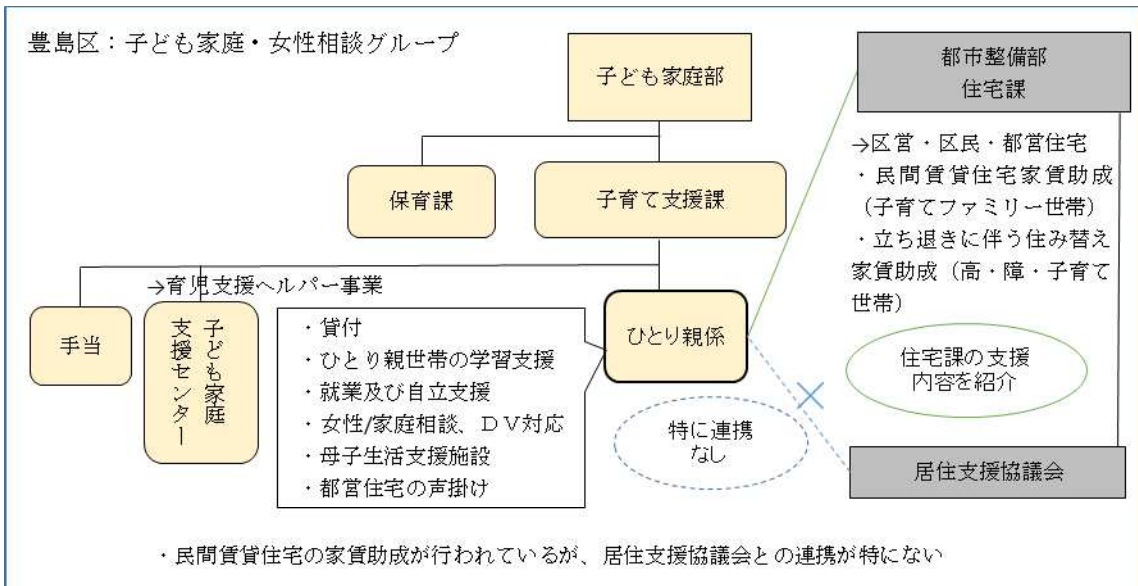 豊島区：子ども家庭・女性相談グループ
子ども家庭部
都市整備部
住宅課
保育課
子育て支援課
→区営・区民・都営住宅
・民間賃貸住宅家賃助成
（子育てファミリー世帯）
・立ち退きに伴う住み替え
家賃助成（高・障・子育て
世帯）
→育児支援ヘルパー事業
手当
子ども家庭
支援センター
・貸付
・ひとり親世帯の学習支援
・就業及び自立支援
・女性/家庭相談、ＤＶ対応
・母子生活支援施設
・都営住宅の声掛け
ひとり親係
住宅課の支援
内容を紹介
特に連携
なし
居住支援協議会
・民間賃貸住宅の家賃助成が行われているが、居住支援協議会との連携が特にない